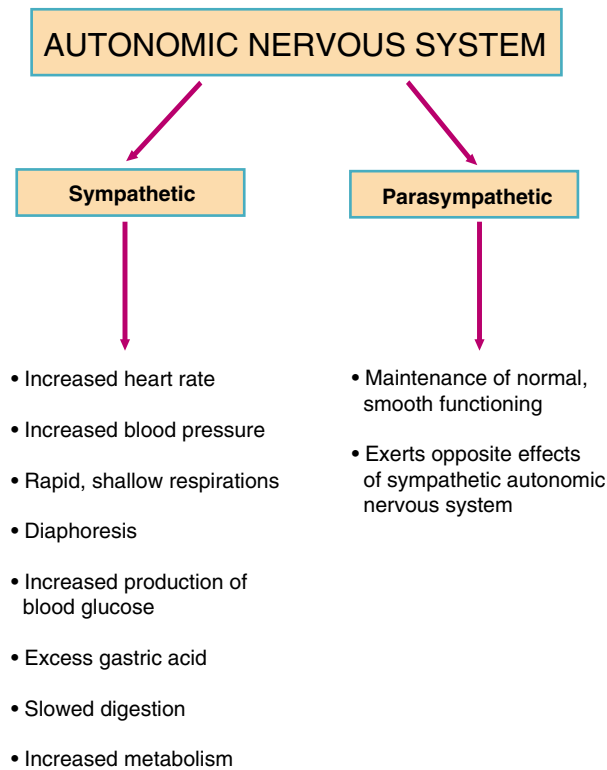 AUTONOMIC NERVOUS SYSTEM
Sympathetic
• Increased heart rate
• Increased blood pressure
• Rapid, shallow respirations
• Diaphoresis
• Increased production of
blood glucose
• Excess gastric acid
• Slowed digestion
• Increased metabolism
Parasympathetic
• Maintenance of normal,
smooth functioning
• Exerts opposite effects
of sympathetic autonomic
nervous system